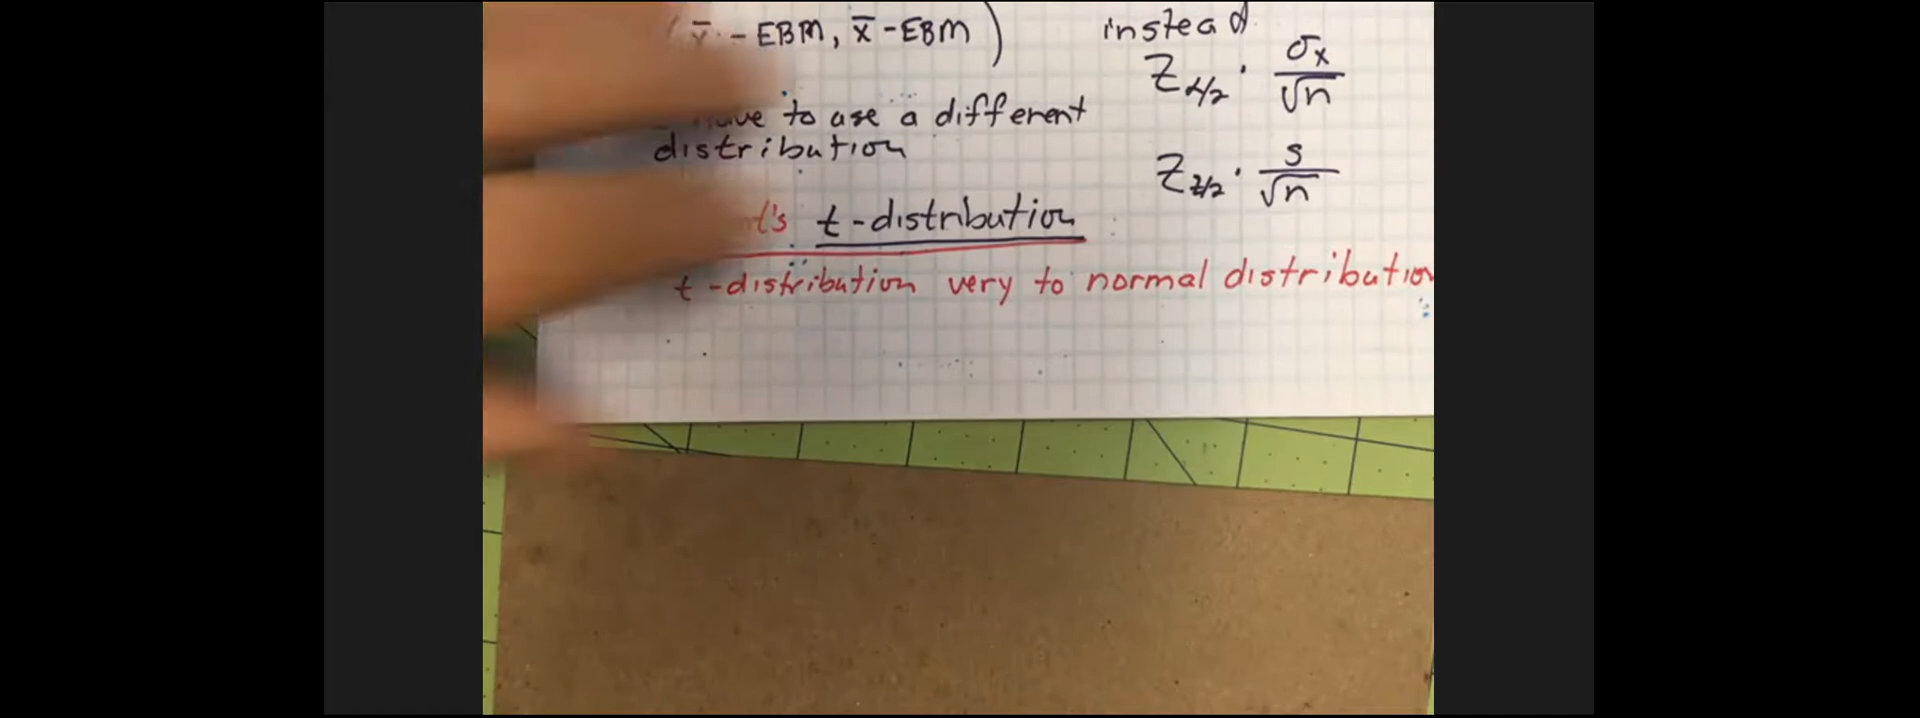 (x̄ - EBM, x̄ - EBM)
to use a different
distribution
t's t-distribution
t-distribution very to normal distribution
instead
Z α/2 · σx/√n
Z z/2 · s/√n